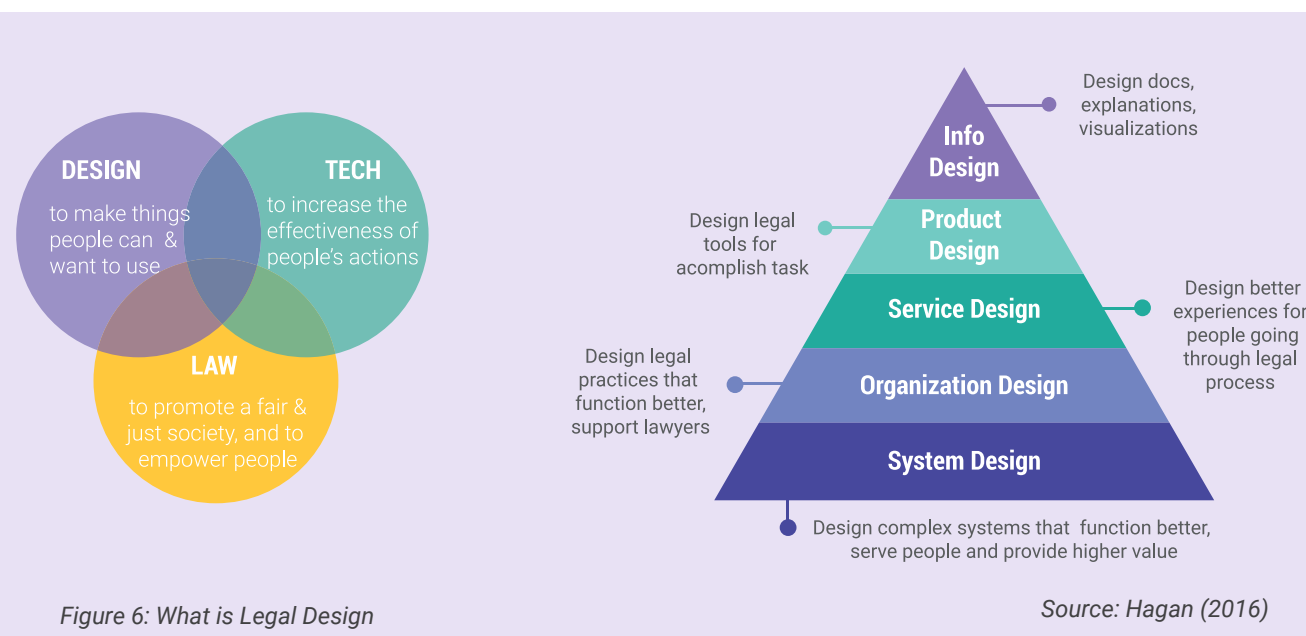 DESIGN
to make things
people can & 
want to use
TECH
to increase the
effectiveness of
people's actions
LAW
to promote a fair &
just society, and to
empower people
Info
Design
Design docs,
explanations,
visualizations
Product
Design
Design legal
tools for
acomplish task
Service Design
Design better
experiences for
people going
through legal
process
Organization Design
Design legal
practices that
function better,
support lawyers
System Design
Design complex systems that function better,
serve people and provide higher value
Figure 6: What is Legal Design
Source: Hagan (2016)